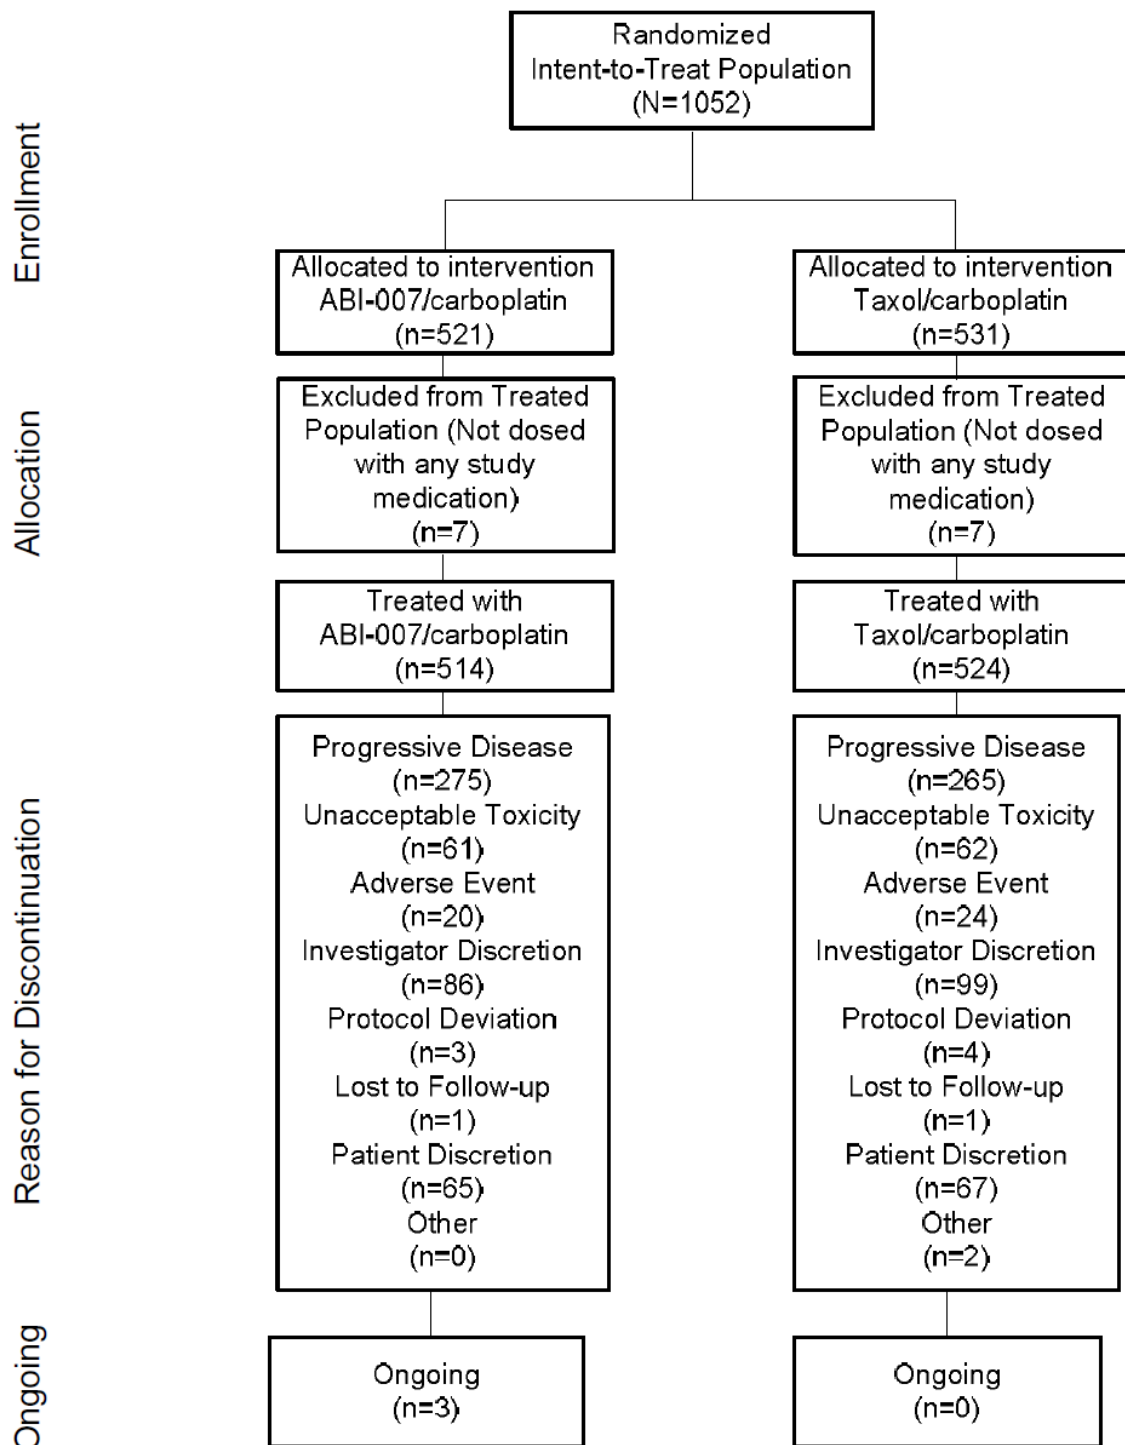 Randomized
Intent-to-Treat Population
(N=1052)
Enrollment
Allocated to intervention
ABI-007/carboplatin
(n=521)
Allocated to intervention
Taxol/carboplatin
(n=531)
Allocation
Excluded from Treated
Population (Not dosed
with any study
medication)
(n=7)
Excluded from Treated
Population (Not dosed
with any study
medication)
(n=7)
Treated with
ABI-007/carboplatin
(n=514)
Treated with
Taxol/carboplatin
(n=524)
Reason for Discontinuation
Progressive Disease
(n=275)
Unacceptable Toxicity
(n=61)
Adverse Event
(n=20)
Investigator Discretion
(n=86)
Protocol Deviation
(n=3)
Lost to Follow-up
(n=1)
Patient Discretion
(n=65)
Other
(n=0)
Progressive Disease
(n=265)
Unacceptable Toxicity
(n=62)
Adverse Event
(n=24)
Investigator Discretion
(n=99)
Protocol Deviation
(n=4)
Lost to Follow-up
(n=1)
Patient Discretion
(n=67)
Other
(n=2)
Ongoing
Ongoing
(n=3)
Ongoing
(n=0)